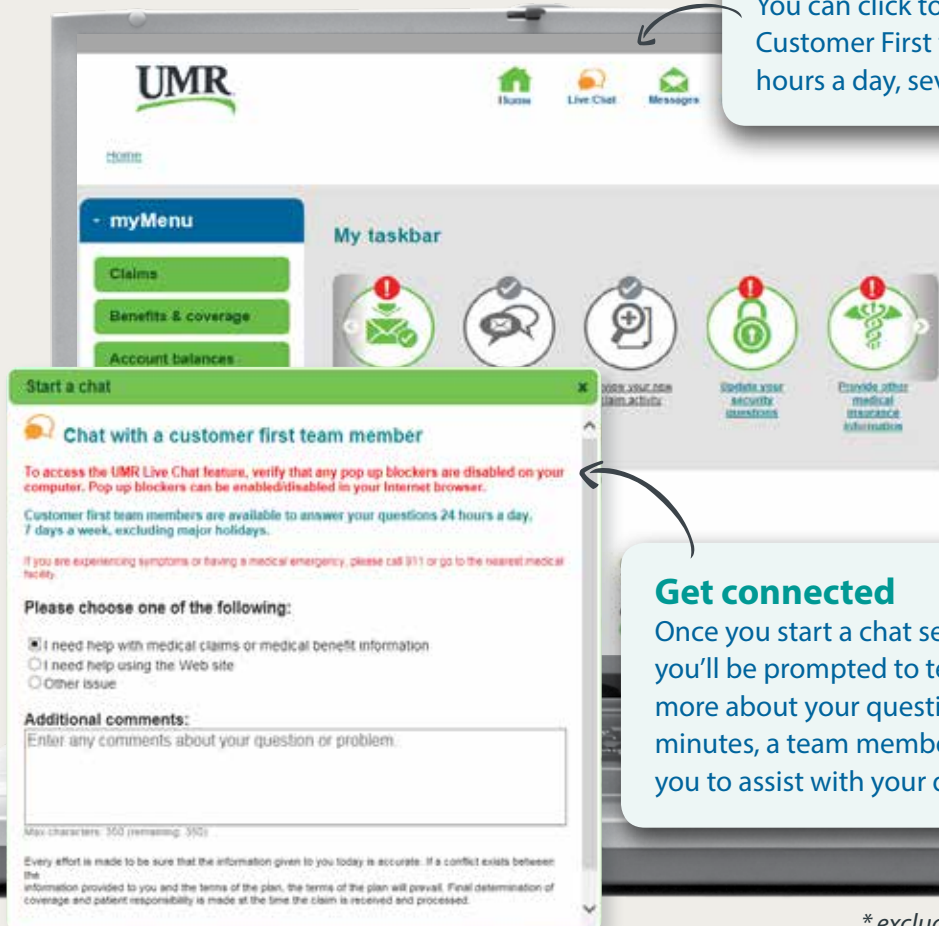 You can click to
Customer First
hours a day, sev
UMR
Home
Live Chat
Messages
Home
- myMenu
My taskbar
Claims
Benefits & coverage
Account balances
your new
claim activity
Update your
security
questions
Provide other
medical
insurance
information
Start a chat
x
Chat with a customer first team member
To access the UMR Live Chat feature, verify that any pop up blockers are disabled on your
computer. Pop up blockers can be enabled/disabled in your Internet browser.
Customer first team members are available to answer your questions 24 hours a day,
7 days a week, excluding major holidays.
If you are experiencing symptoms or having a medical emergency, please call 911 or go to the nearest medical
facility.
Please choose one of the following:
I need help with medical claims or medical benefit information
I need help using the Web site
Other issue
Additional comments:
Enter any comments about your question or problem.
Max characters: 350 (remaining: 350)
Every effort is made to be sure that the information given to you today is accurate. If a conflict exists between
the
information provided to you and the terms of the plan, the terms of the plan will prevail. Final determination of
coverage and patient responsibility is made at the time the claim is received and processed.
Get connected
Once you start a chat se
you'll be prompted to te
more about your questi
minutes, a team membe
you to assist with your
* exclu